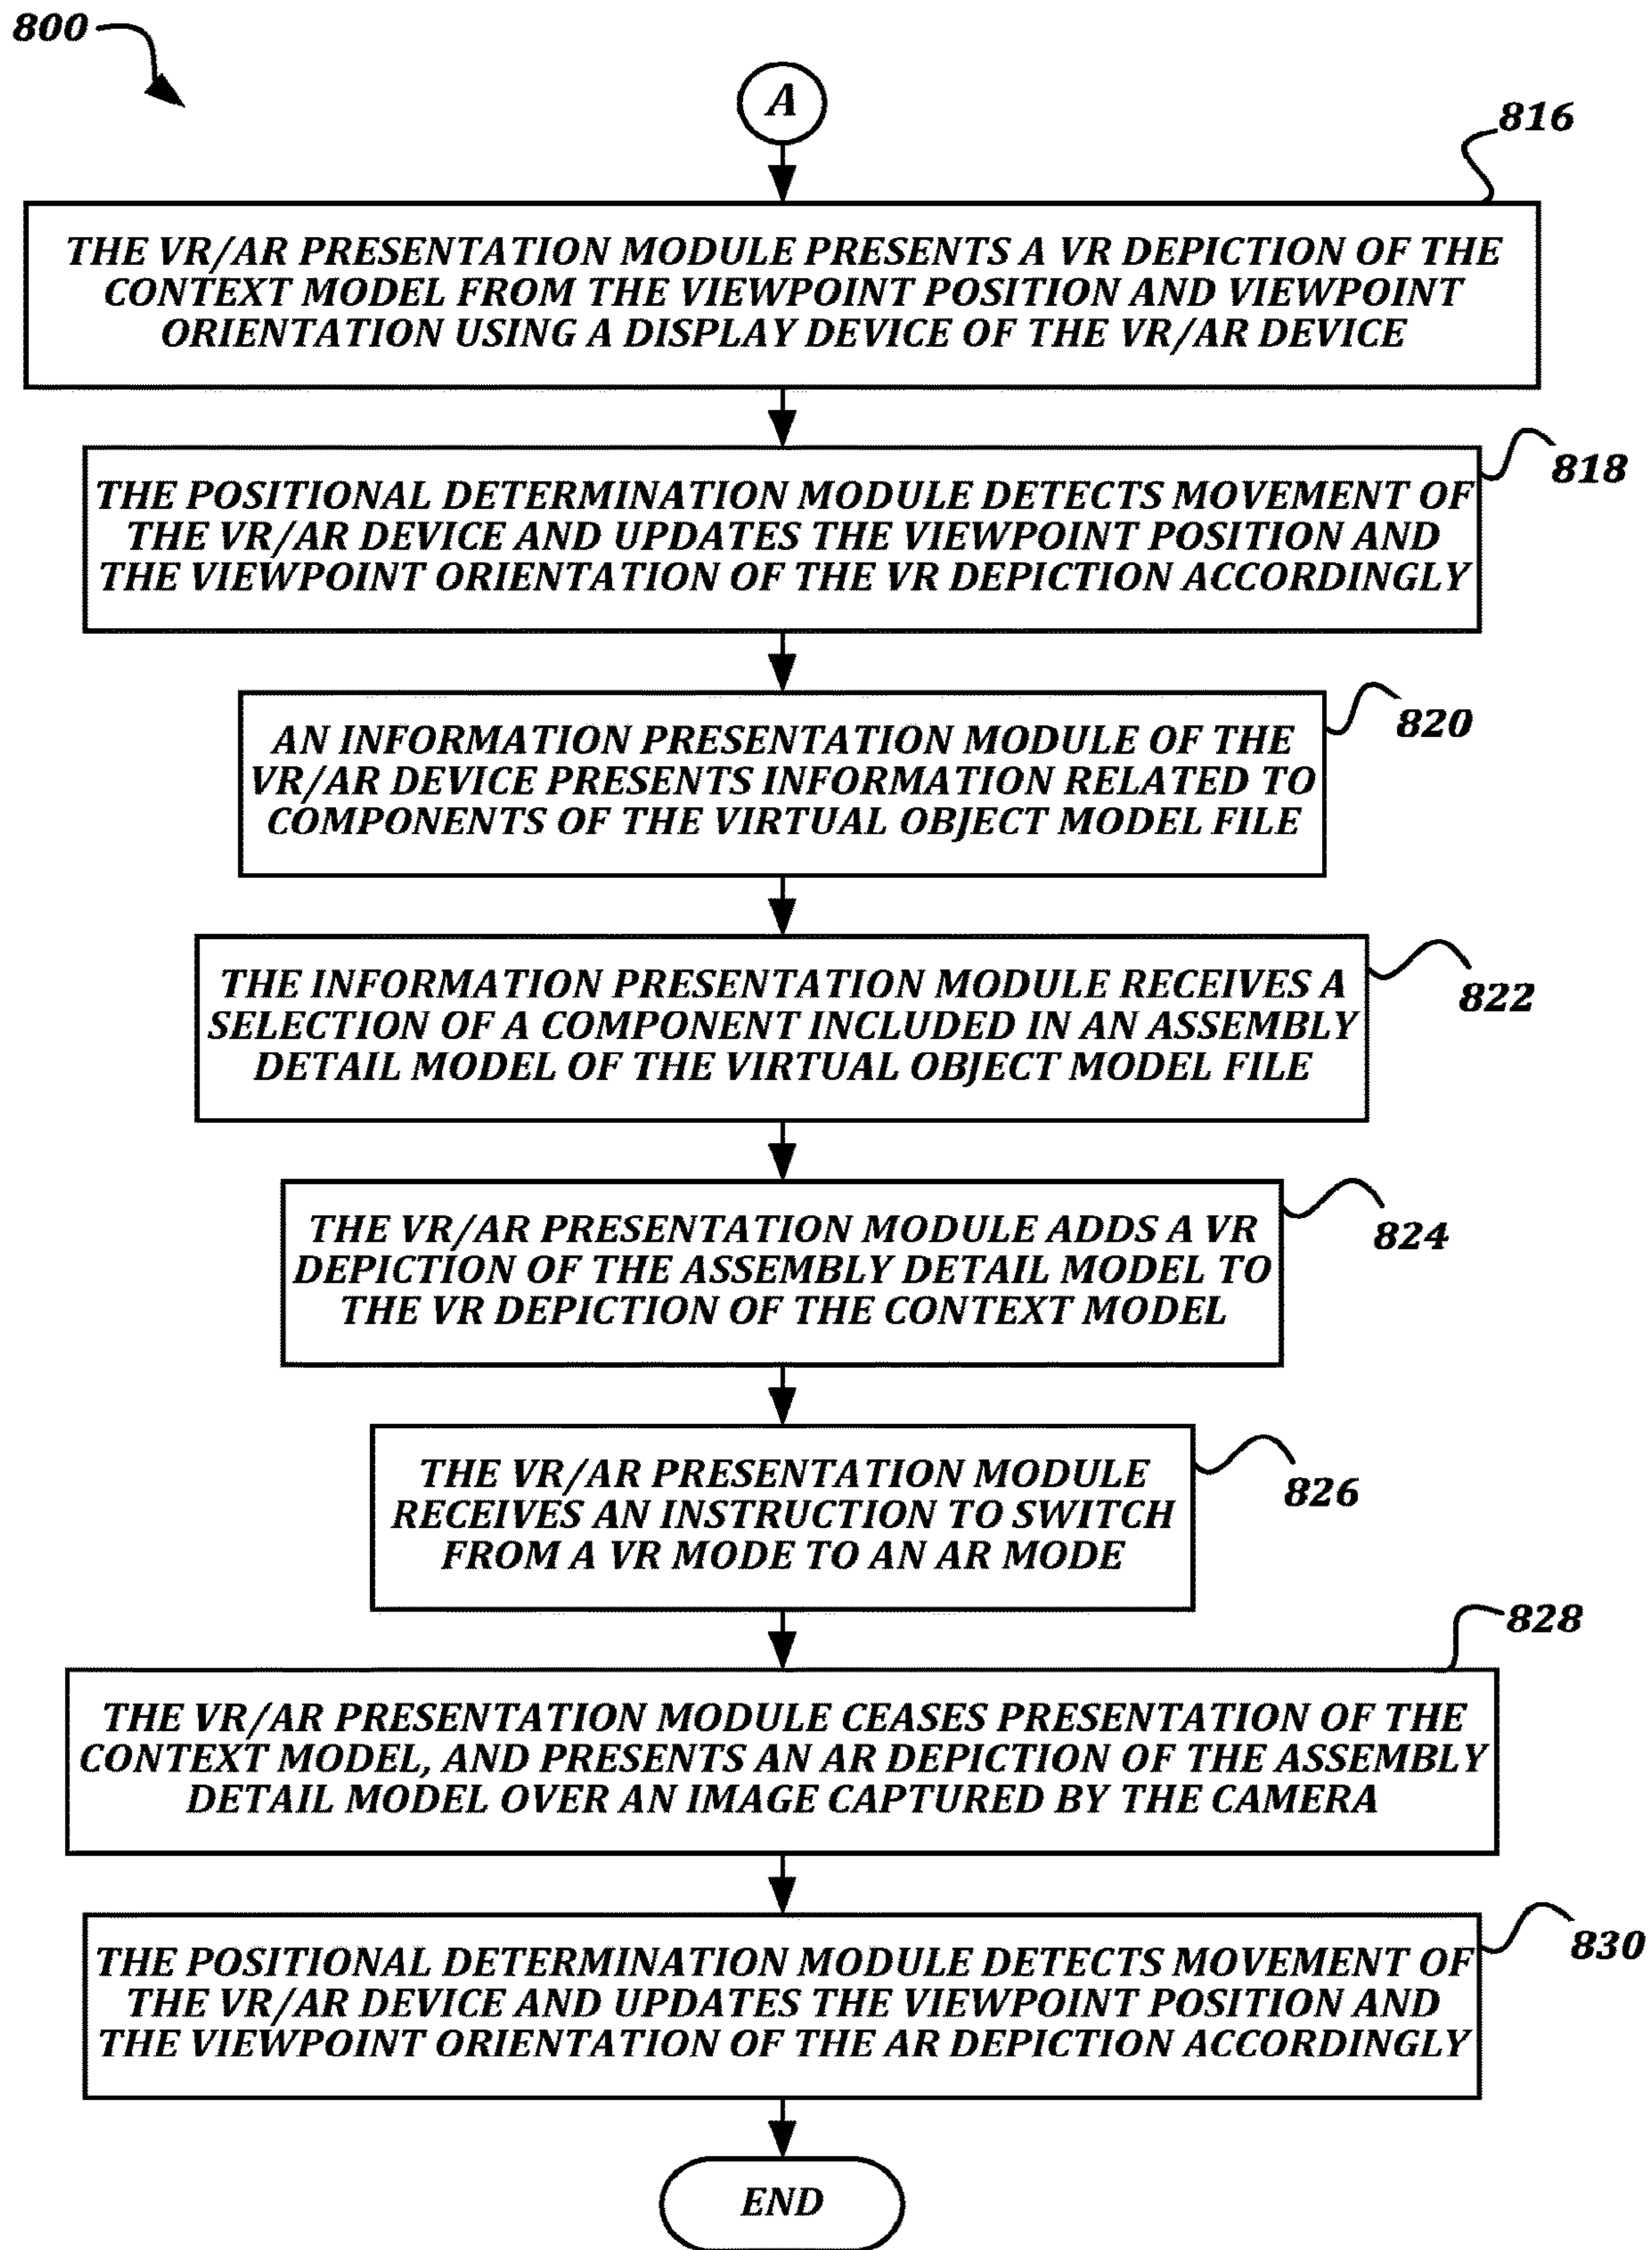 800
A
816
THE VR/AR PRESENTATION MODULE PRESENTS A VR DEPICTION OF THE
CONTEXT MODEL FROM THE VIEWPOINT POSITION AND VIEWPOINT
ORIENTATION USING A DISPLAY DEVICE OF THE VR/AR DEVICE
818
THE POSITIONAL DETERMINATION MODULE DETECTS MOVEMENT OF
THE VR/AR DEVICE AND UPDATES THE VIEWPOINT POSITION AND
THE VIEWPOINT ORIENTATION OF THE VR DEPICTION ACCORDINGLY
820
AN INFORMATION PRESENTATION MODULE OF THE
VR/AR DEVICE PRESENTS INFORMATION RELATED TO
COMPONENTS OF THE VIRTUAL OBJECT MODEL FILE
822
THE INFORMATION PRESENTATION MODULE RECEIVES A
SELECTION OF A COMPONENT INCLUDED IN AN ASSEMBLY
DETAIL MODEL OF THE VIRTUAL OBJECT MODEL FILE
824
THE VR/AR PRESENTATION MODULE ADDS A VR
DEPICTION OF THE ASSEMBLY DETAIL MODEL TO
THE VR DEPICTION OF THE CONTEXT MODEL
826
THE VR/AR PRESENTATION MODULE
RECEIVES AN INSTRUCTION TO SWITCH
FROM A VR MODE TO AN AR MODE
828
THE VR/AR PRESENTATION MODULE CEASES PRESENTATION OF THE
CONTEXT MODEL, AND PRESENTS AN AR DEPICTION OF THE ASSEMBLY
DETAIL MODEL OVER AN IMAGE CAPTURED BY THE CAMERA
830
THE POSITIONAL DETERMINATION MODULE DETECTS MOVEMENT OF
THE VR/AR DEVICE AND UPDATES THE VIEWPOINT POSITION AND
THE VIEWPOINT ORIENTATION OF THE AR DEPICTION ACCORDINGLY
END